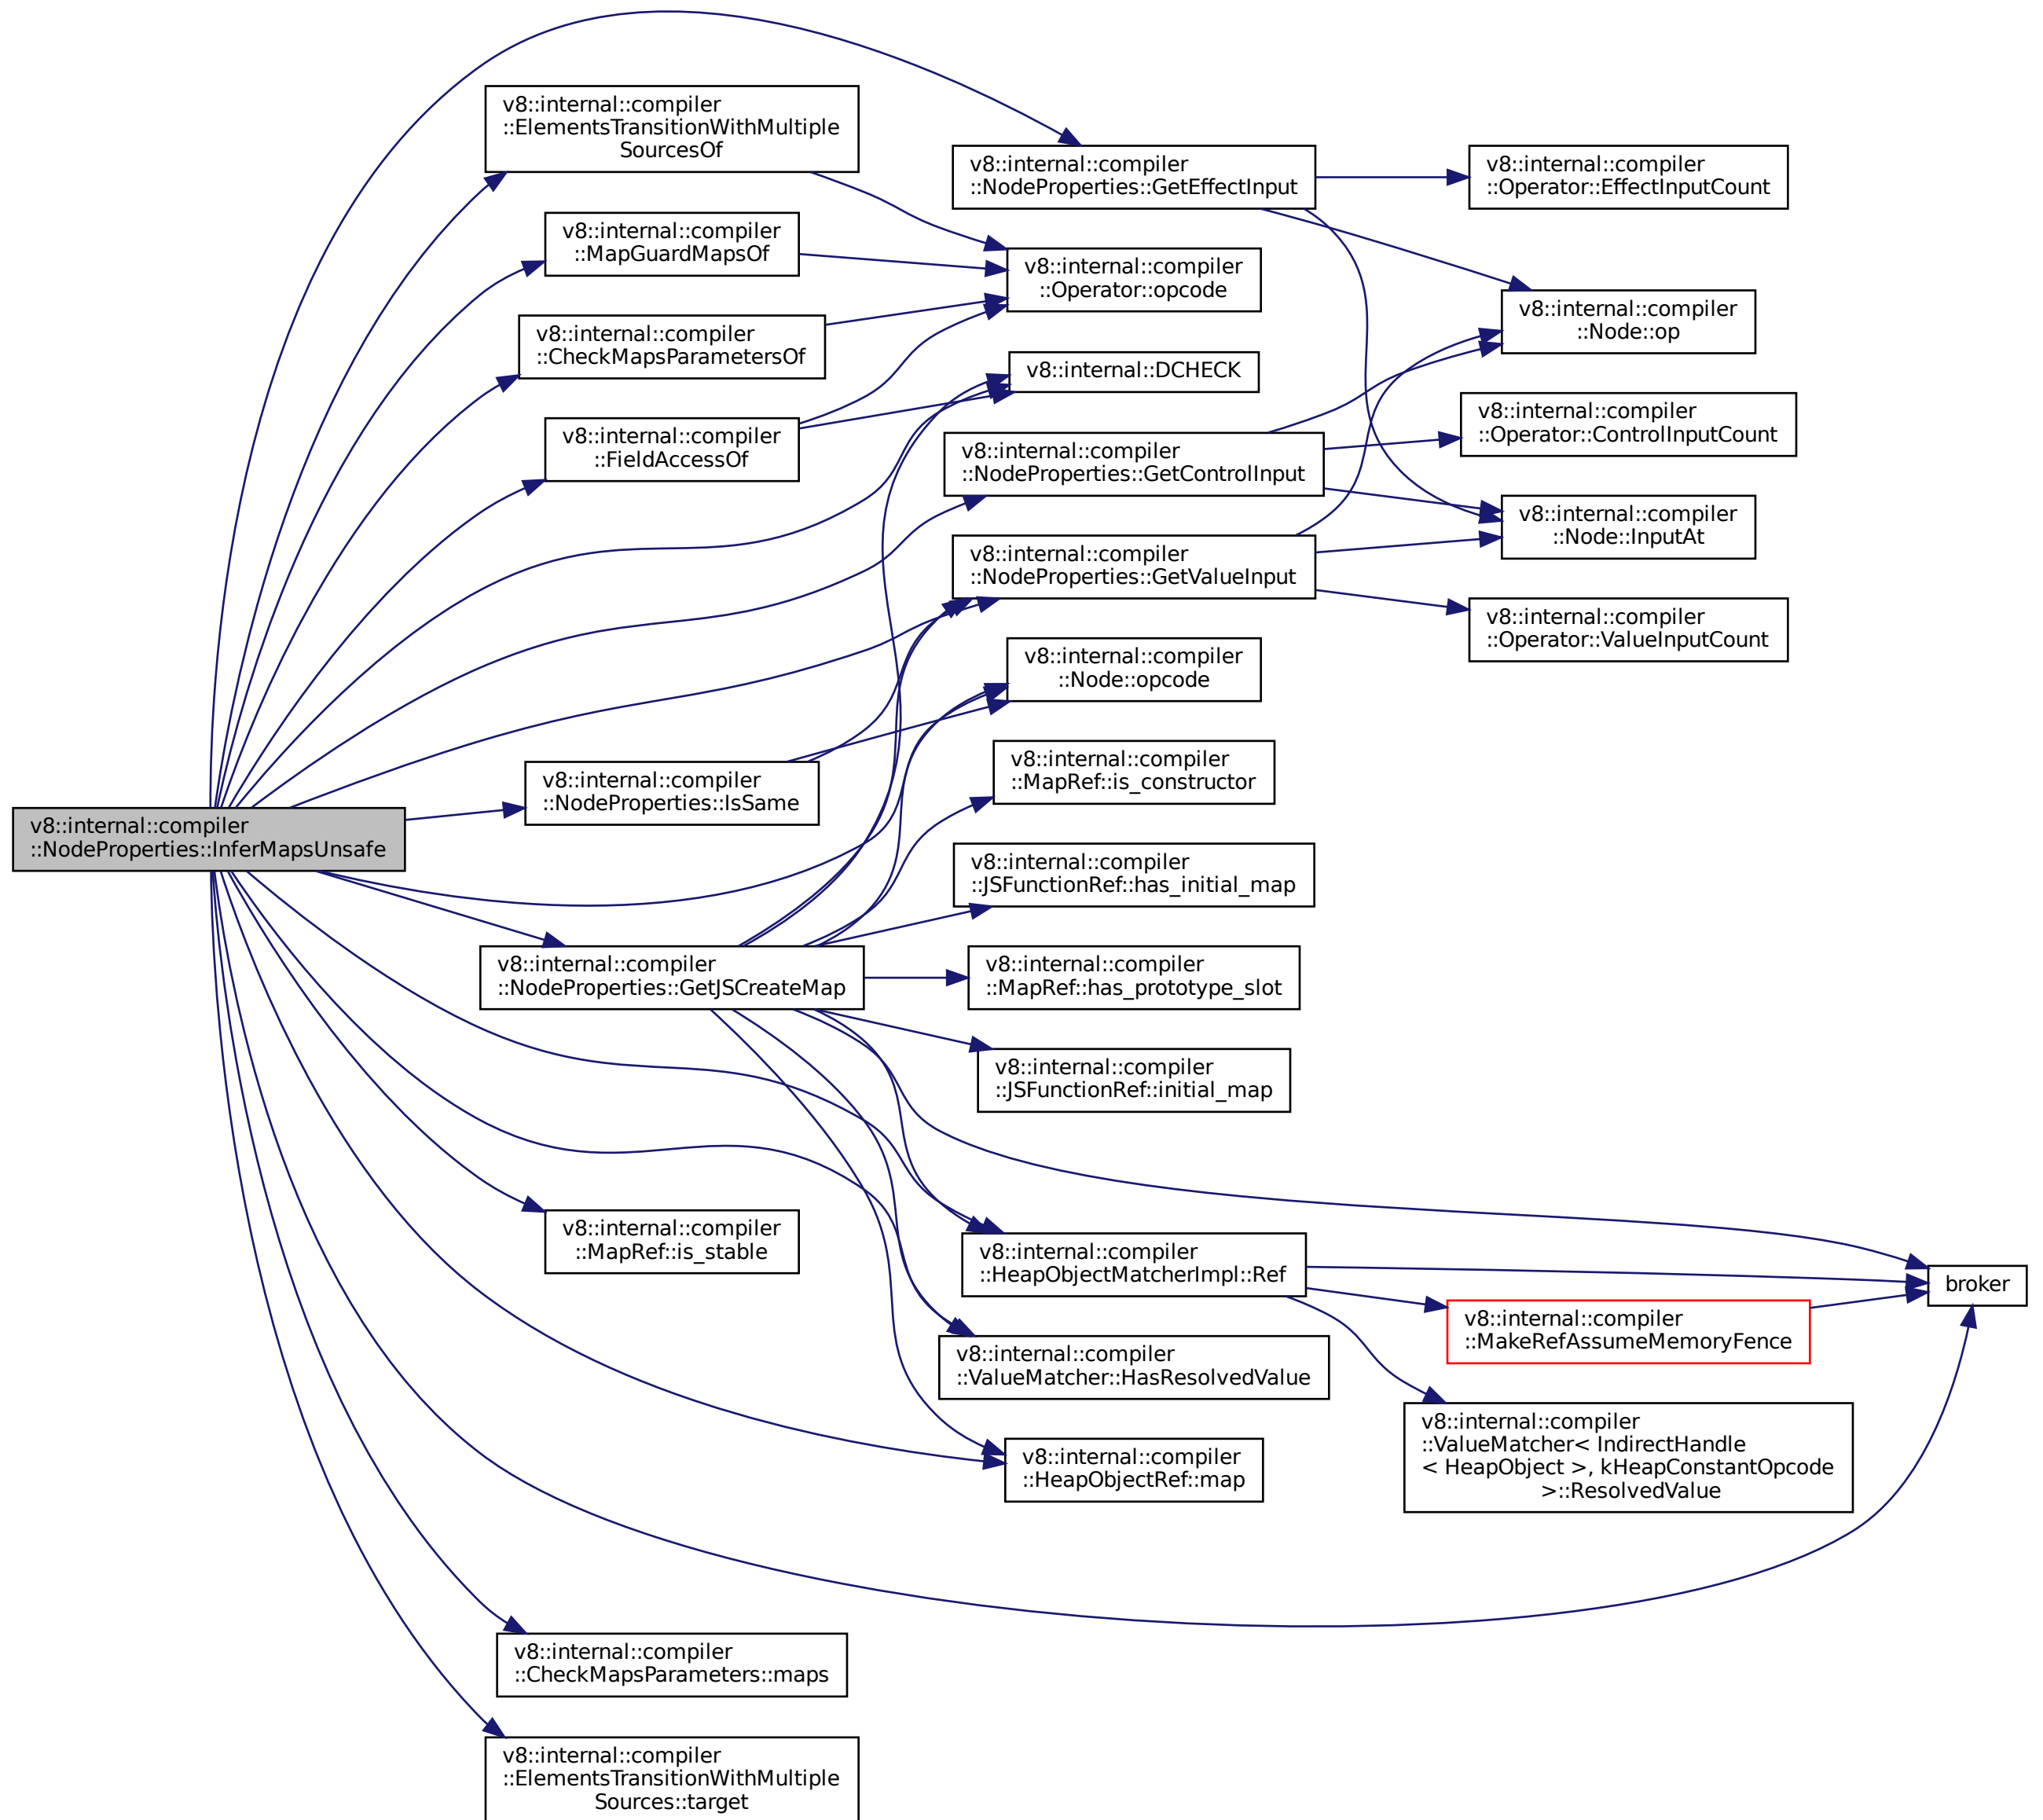 v8::internal::compiler
::NodeProperties::InferMapsUnsafe
v8::internal::compiler
::ElementsTransitionWithMultiple
SourcesOf
v8::internal::compiler
::MapGuardMapsOf
v8::internal::compiler
::CheckMapsParametersOf
v8::internal::compiler
::FieldAccessOf
v8::internal::compiler
::NodeProperties::IsSame
v8::internal::compiler
::NodeProperties::GetJSCreateMap
v8::internal::compiler
::MapRef::is_stable
v8::internal::compiler
::CheckMapsParameters::maps
v8::internal::compiler
::ElementsTransitionWithMultiple
Sources::target
v8::internal::compiler
::NodeProperties::GetEffectInput
v8::internal::compiler
::Operator::opcode
v8::internal::DCHECK
v8::internal::compiler
::NodeProperties::GetControlInput
v8::internal::compiler
::NodeProperties::GetValueInput
v8::internal::compiler
::Node::opcode
v8::internal::compiler
::MapRef::is_constructor
v8::internal::compiler
::JSFunctionRef::has_initial_map
v8::internal::compiler
::MapRef::has_prototype_slot
v8::internal::compiler
::JSFunctionRef::initial_map
v8::internal::compiler
::HeapObjectMatcherImpl::Ref
v8::internal::compiler
::ValueMatcher::HasResolvedValue
v8::internal::compiler
::HeapObjectRef::map
v8::internal::compiler
::Operator::EffectInputCount
v8::internal::compiler
::Node::op
v8::internal::compiler
::Operator::ControlInputCount
v8::internal::compiler
::Node::InputAt
v8::internal::compiler
::Operator::ValueInputCount
v8::internal::compiler
::MakeRefAssumeMemoryFence
v8::internal::compiler
::ValueMatcher< IndirectHandle
< HeapObject >, kHeapConstantOpcode
>::ResolvedValue
broker